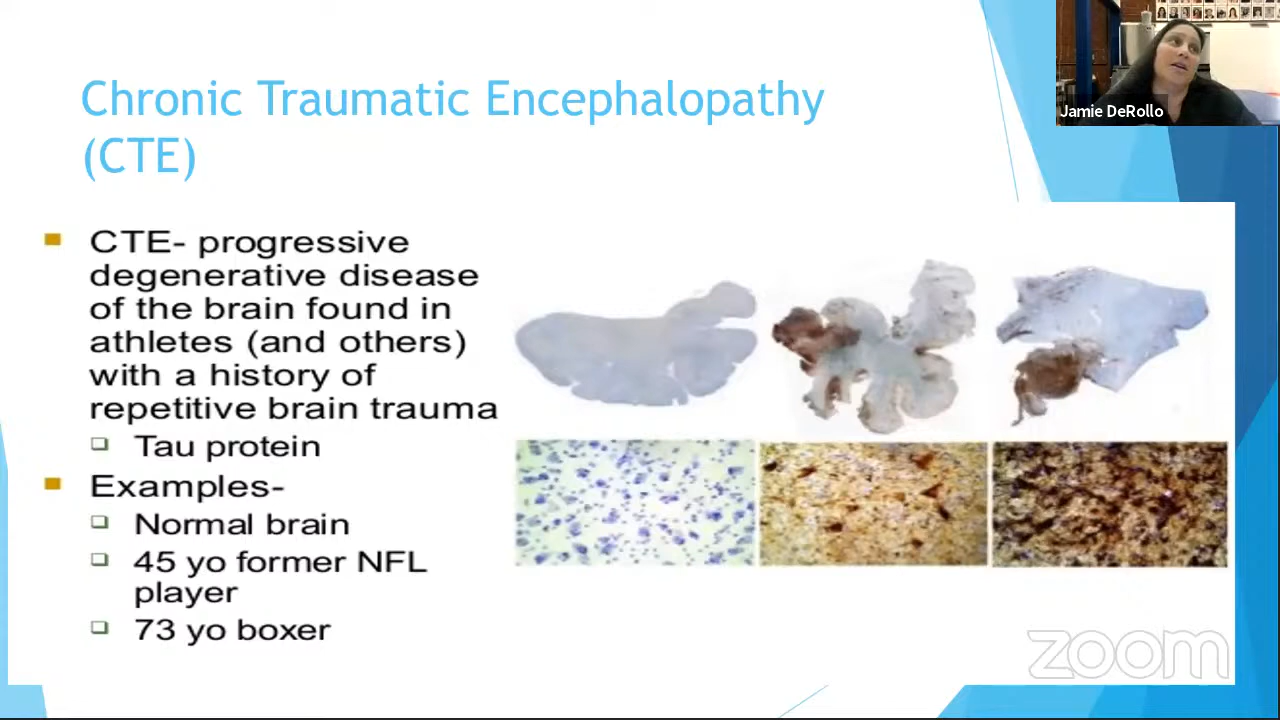 Chronic Traumatic Encephalopathy
(CTE)
Jamie DeRollo
CTE- progressive
degenerative disease
of the brain found in
athletes (and others)
with a history of
repetitive brain trauma
Tau protein
Examples-
Normal brain
45 yo former NFL
player
73 yo boxer
zoom